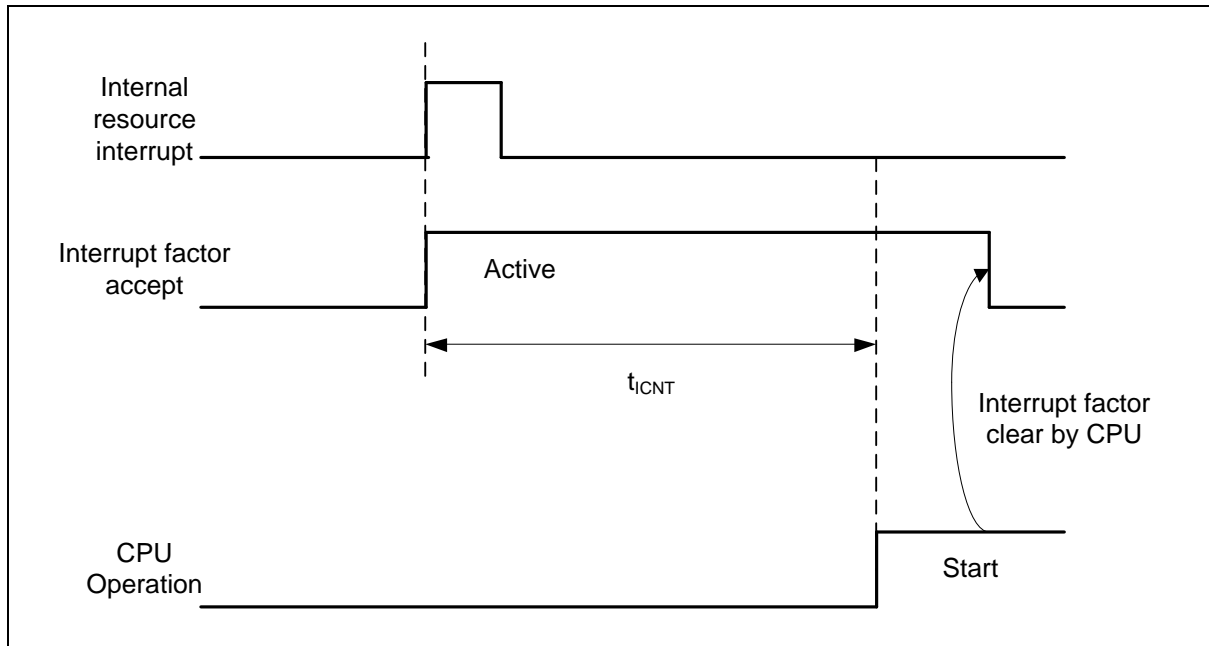 Internal
resource
interrupt
Interrupt factor
accept
Active
tICNT
Interrupt factor
clear by CPU
CPU
Operation
Start